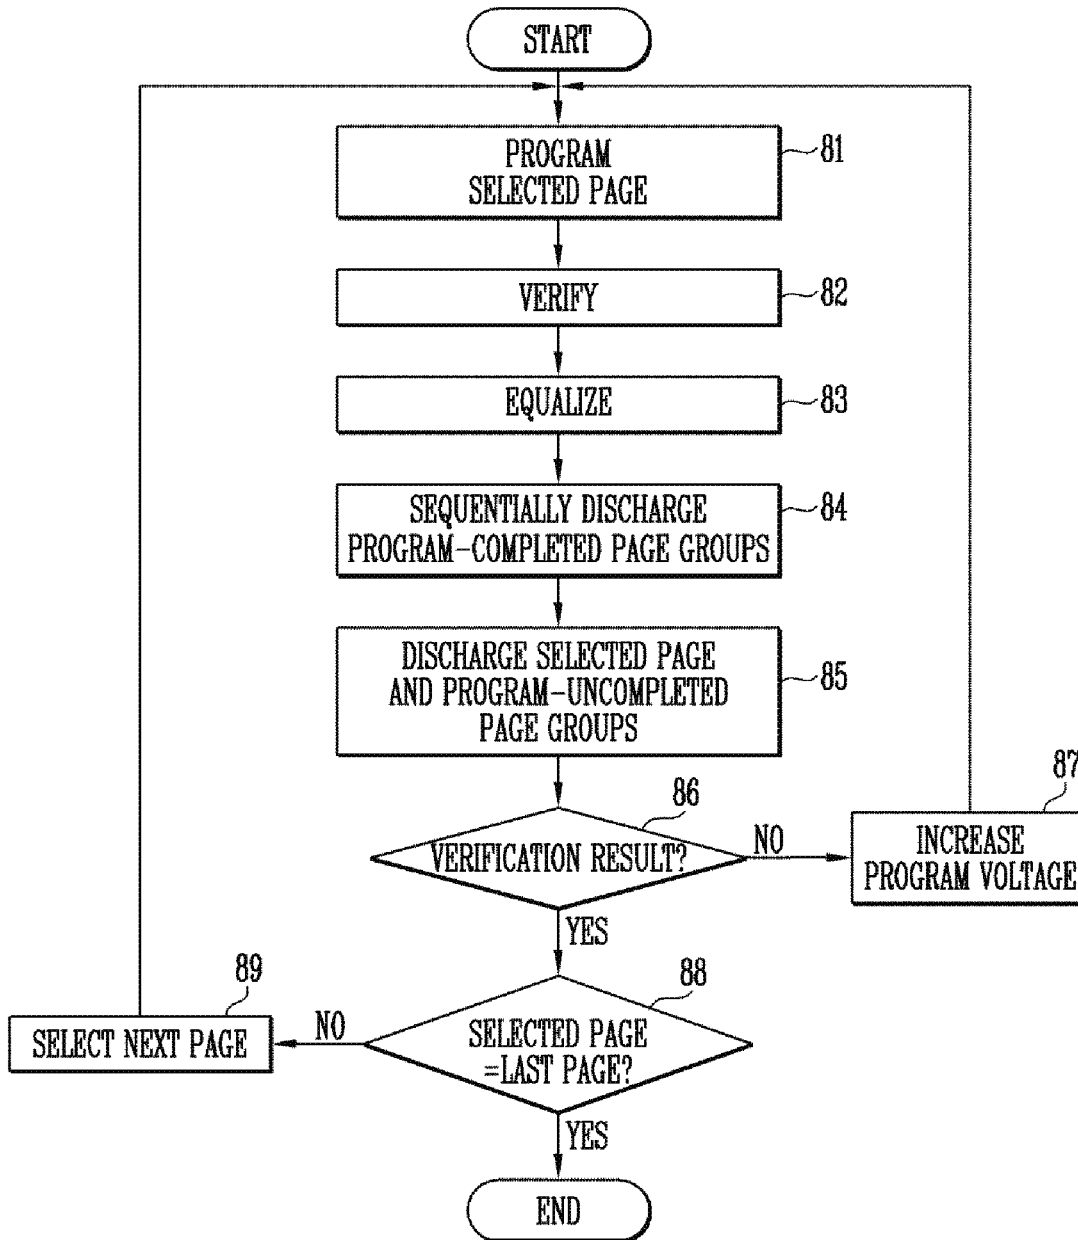 START
PROGRAM
SELECTED PAGE
81
VERIFY
82
EQUALIZE
83
SEQUENTIALLY DISCHARGE
PROGRAM-COMPLETED PAGE GROUPS
84
DISCHARGE SELECTED PAGE
AND PROGRAM-UNCOMPLETED
PAGE GROUPS
85
86
VERIFICATION RESULT?
NO
87
INCREASE
PROGRAM VOLTAGE
YES
88
SELECTED PAGE
=LAST PAGE?
NO
89
SELECT NEXT PAGE
YES
END